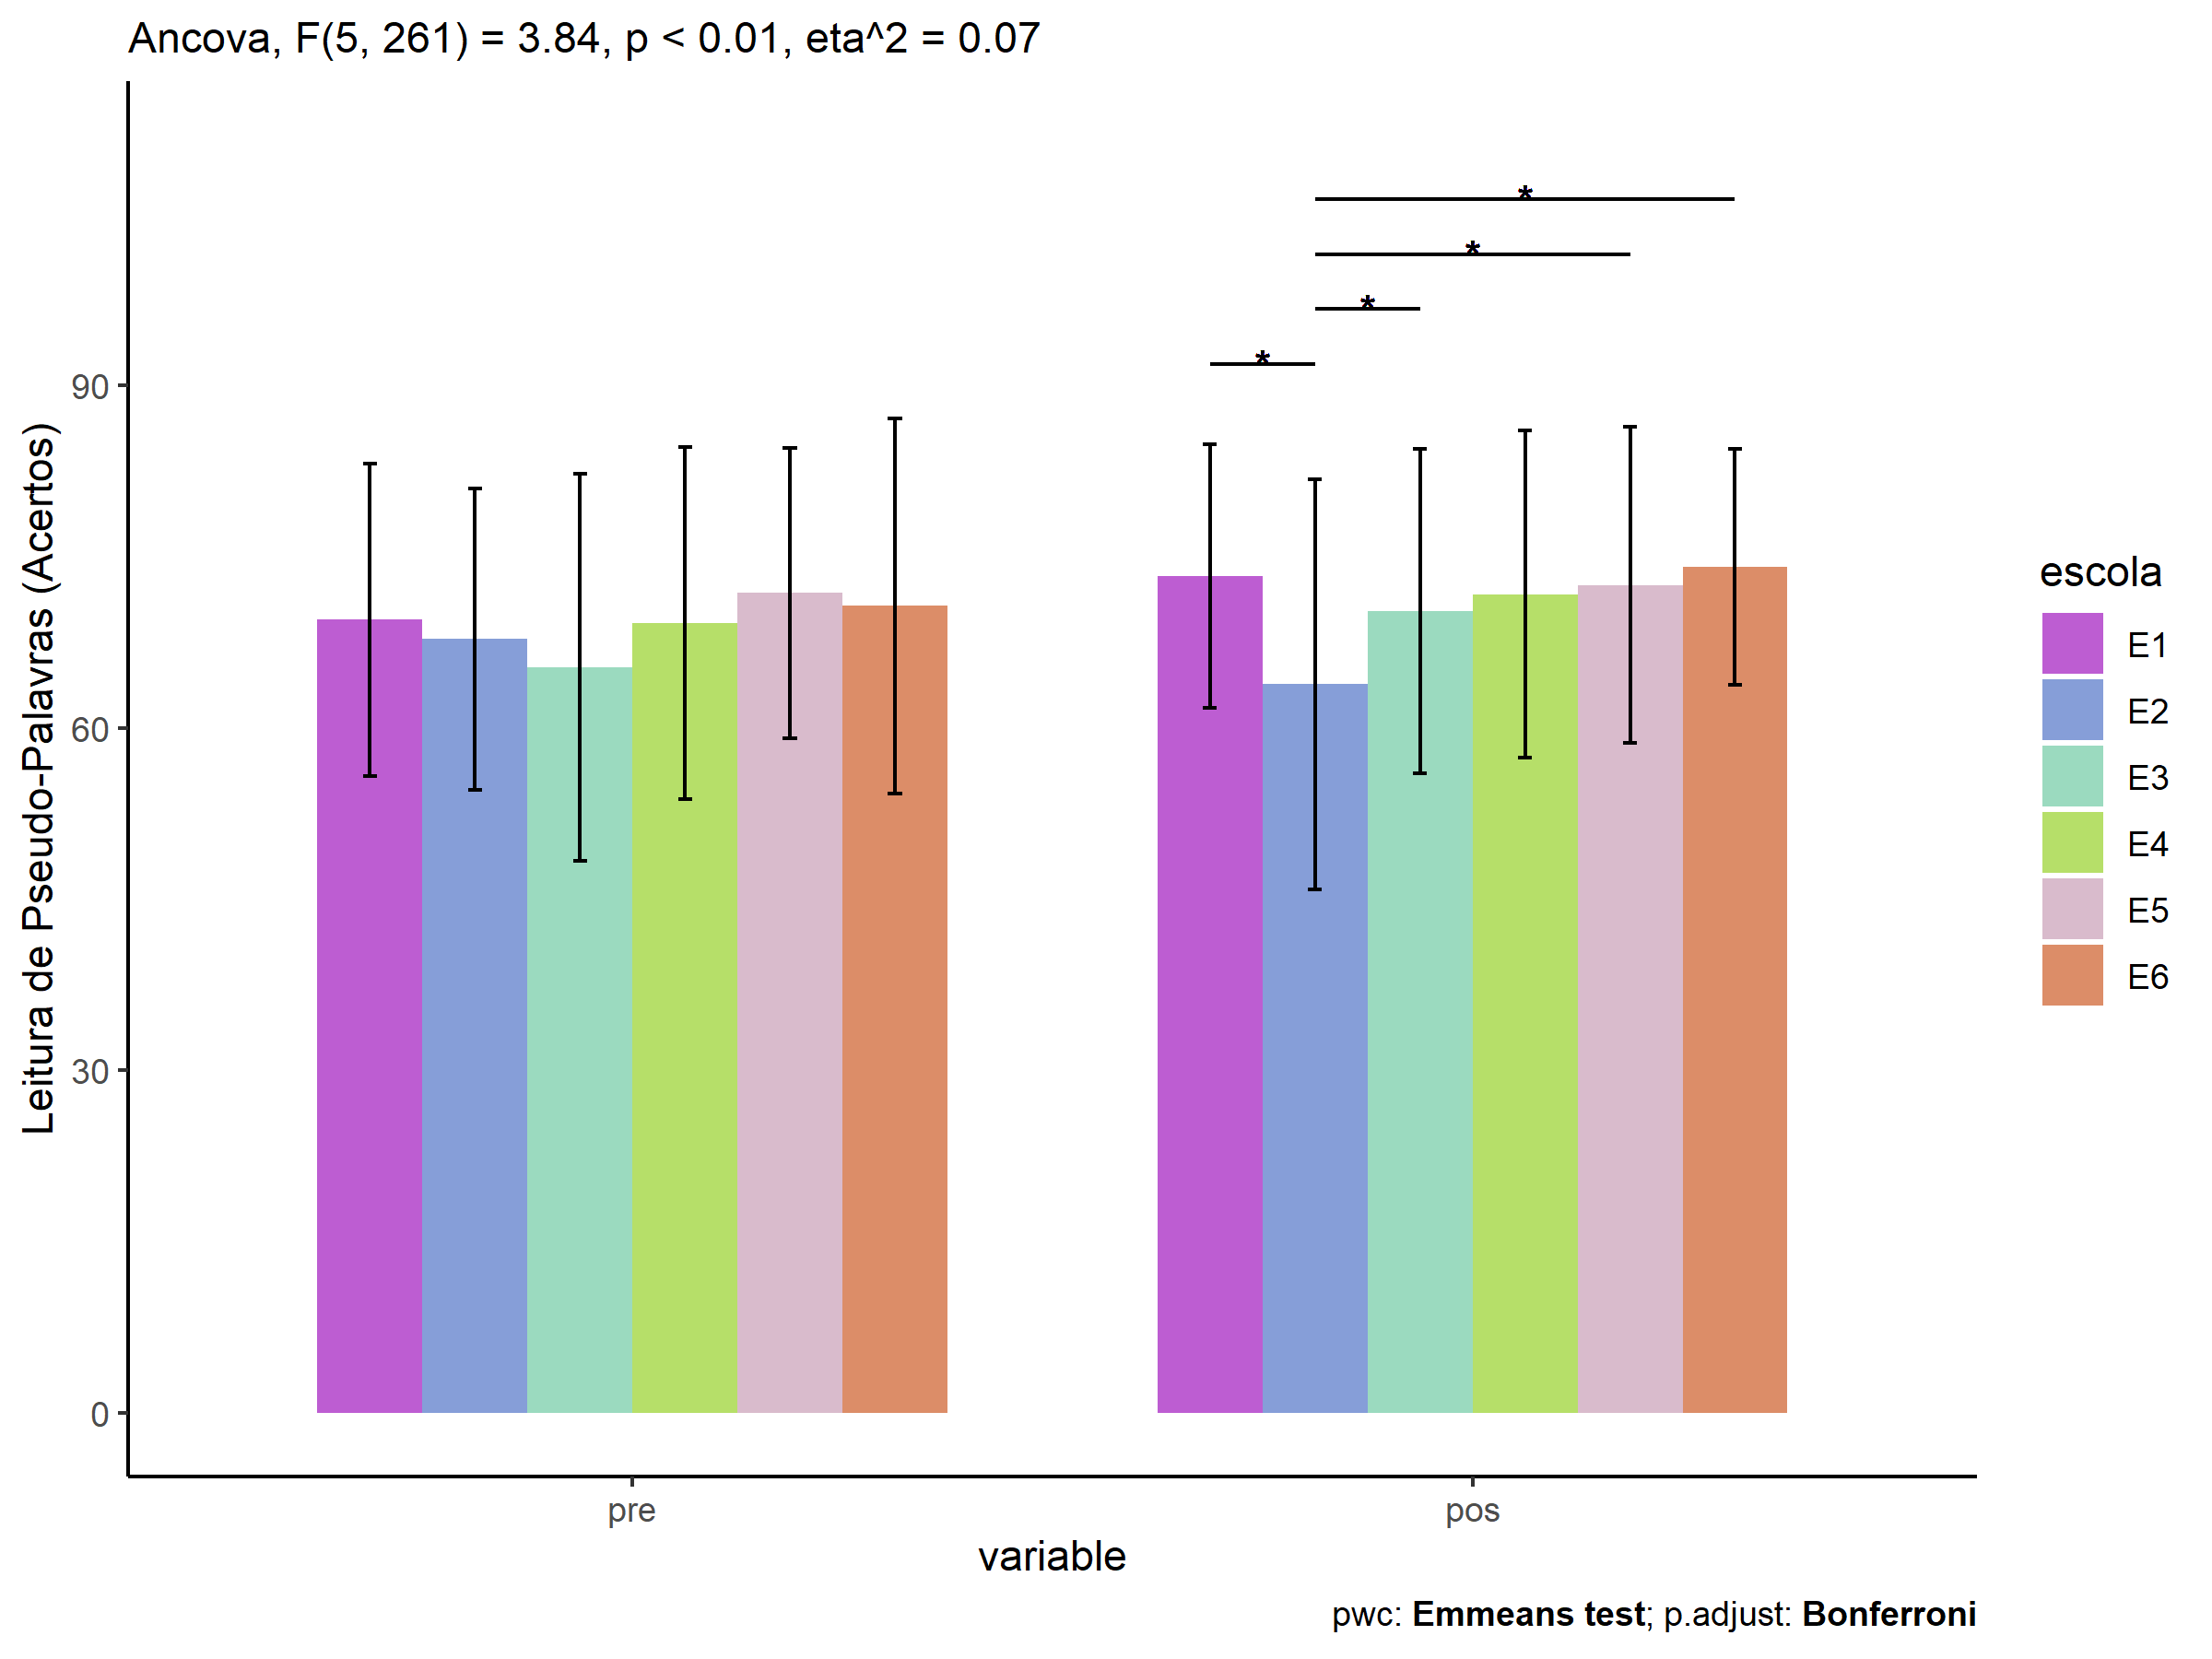 Ancova, F(5, 261) = 3.84, p < 0.01, eta^2 = 0.07
Leitura de Pseudo-Palavras (Acertos)
90
60
30
0
*
*
*
*
pre
pos
variable
escola
E1
E2
E3
E4
E5
E6
pwc: Emmeans test; p.adjust: Bonferroni